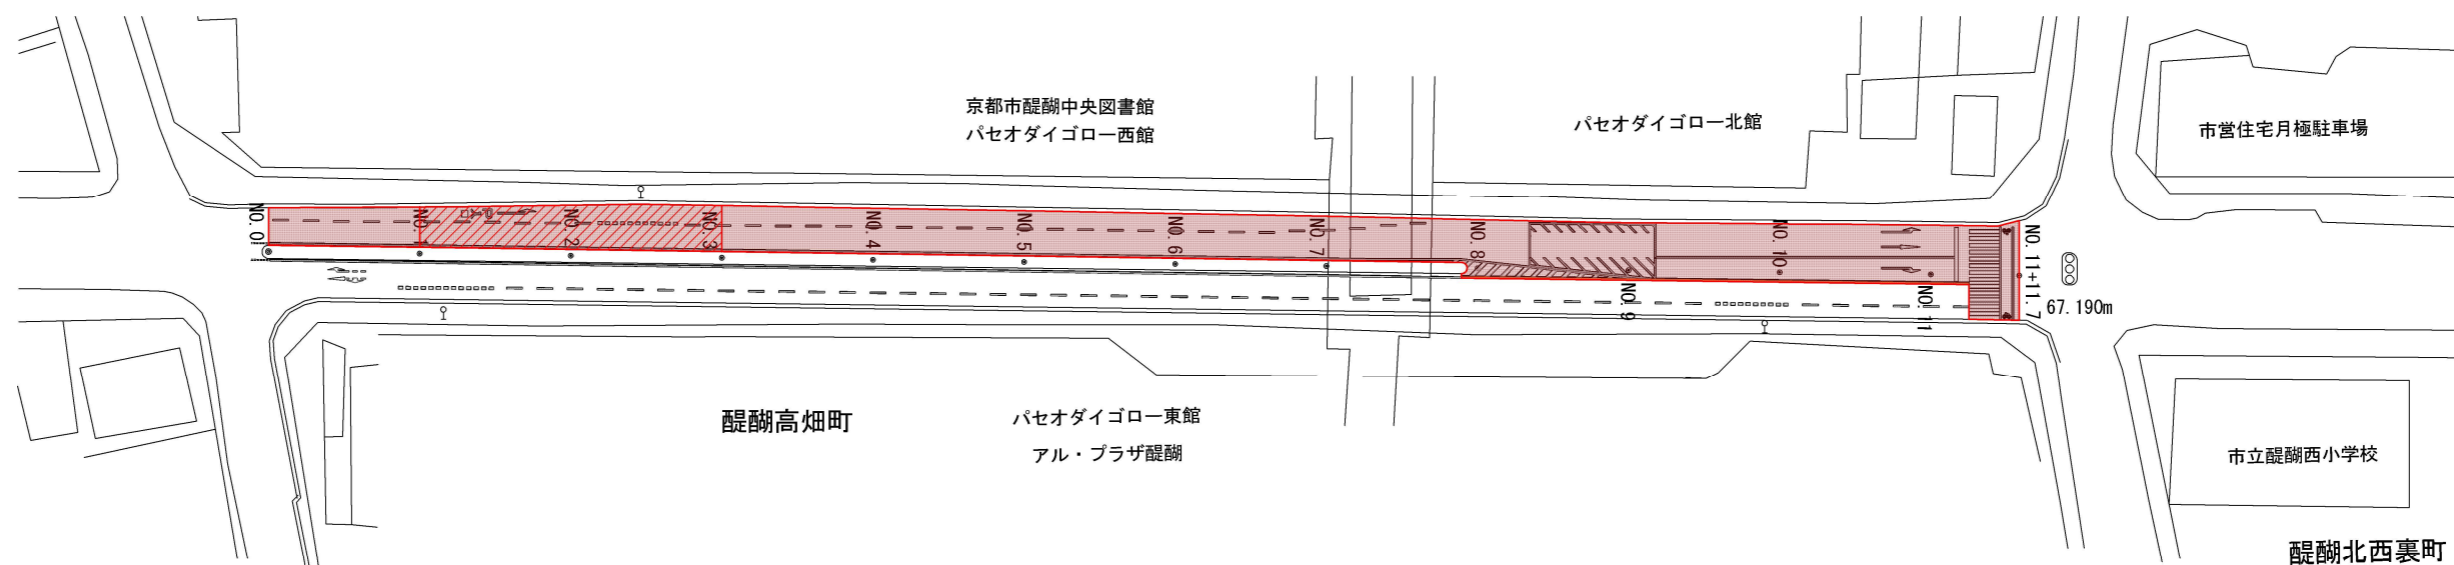 京都市醍醐中央図書館
パセオダイゴロー西館
パセオダイゴロー北館
市営住宅月極駐車場
NO. 0
NO. 1
NO. 2
NO. 3
NO. 4
NO. 5
NO. 6
NO. 7
NO. 8
NO. 9
NO. 10
NO. 11
NO. 11+11.7
67.190m
醍醐高畑町
パセオダイゴロー東館
アル・プラザ醍醐
市立醍醐西小学校
醍醐北西裏町